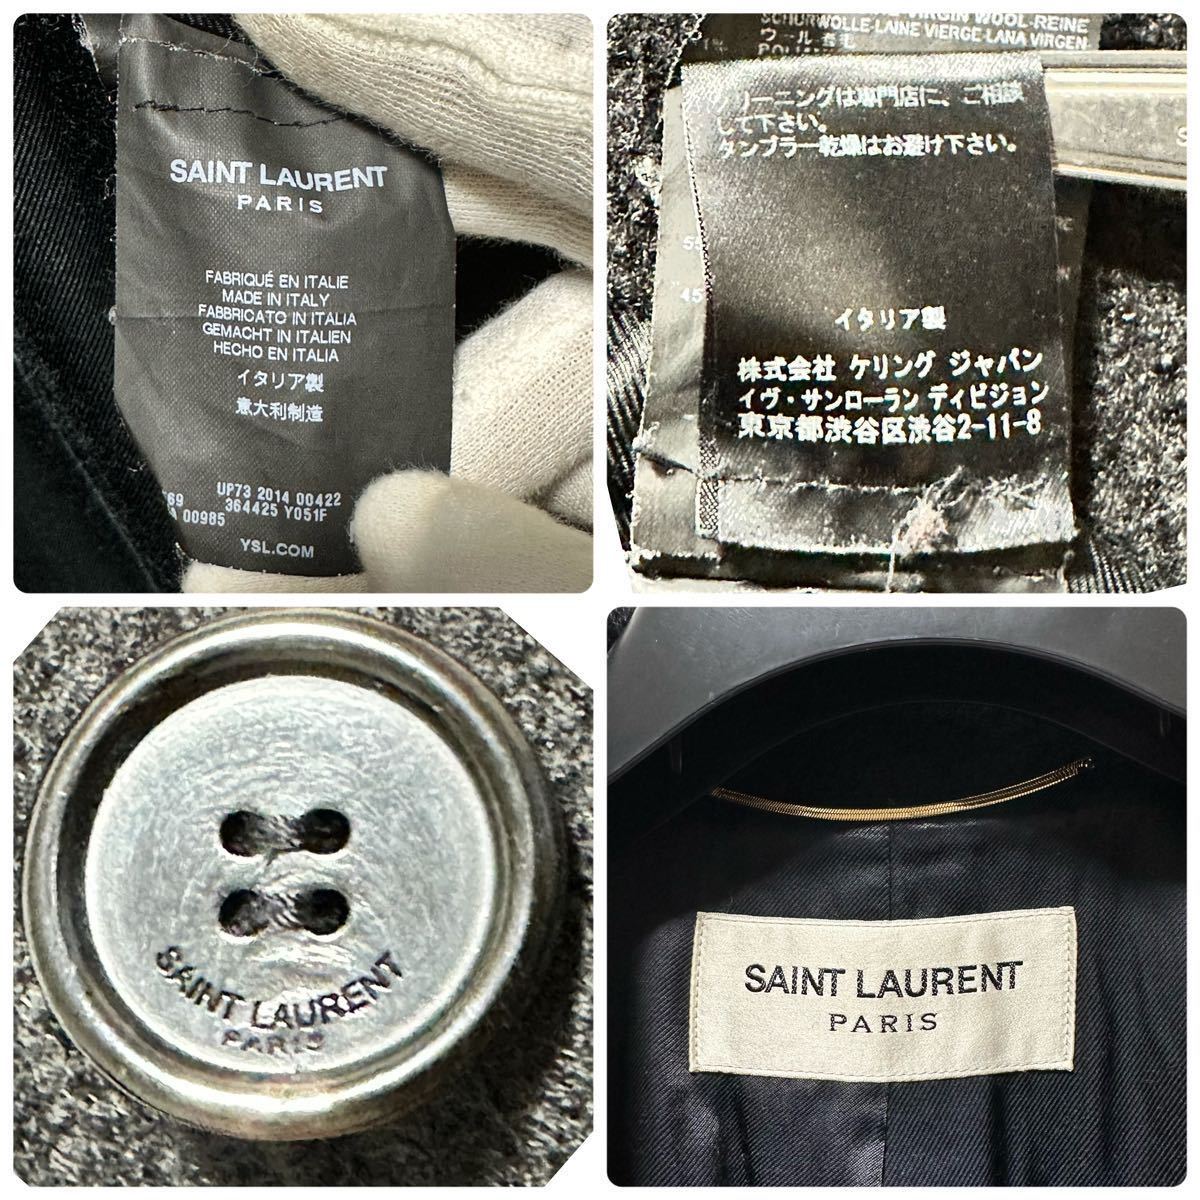 SAINT LAURENT
PARIS
FABRIQUÉ EN ITALIE
MADE IN ITALY
FABBRICATO IN ITALIA
GEMACHT IN ITALIEN
HECHO EN ITALIA
イタリア製
意大利制造
69 UP73 2014 00422
364425 Y051F
00985
YSL.COM
VIRGIN WOOL-REINE
SCHURWOLLE-LAINE VIERGE-LANA VIRGEN
ウール
クリーニングは専門店に、ご相談
して下さい。
タンブラー乾燥はお避け下さい。
55
45
イタリア製
株式会社 ケリング ジャパン
イヴ・サンローラン ディビジョン
東京都渋谷区渋谷2-11-8
S
SAINT LAURENT
PARIS
SAINT LAURENT
PARIS